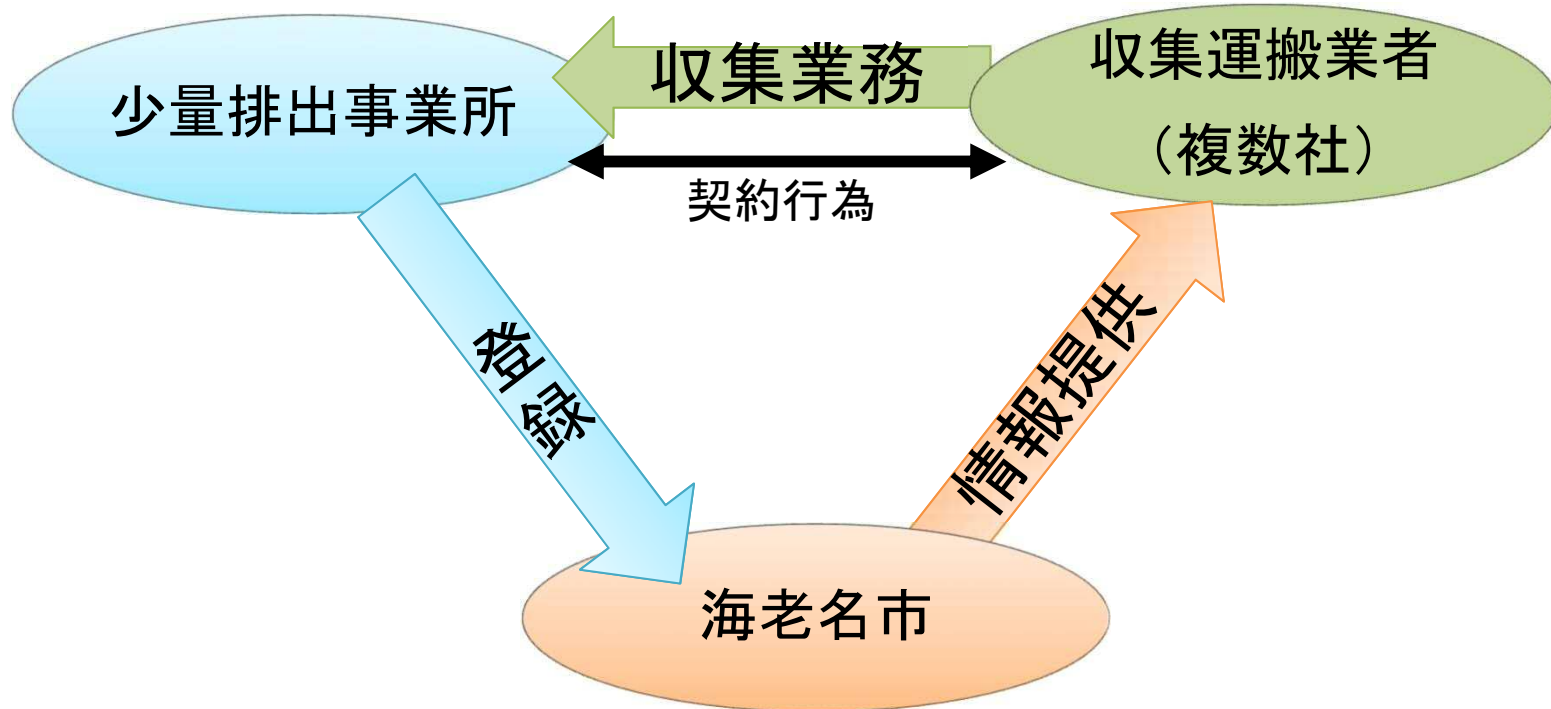 少量排出事業所
収集業務
収集運搬業者
（複数社）
契約行為
登録
情報提供
海老名市